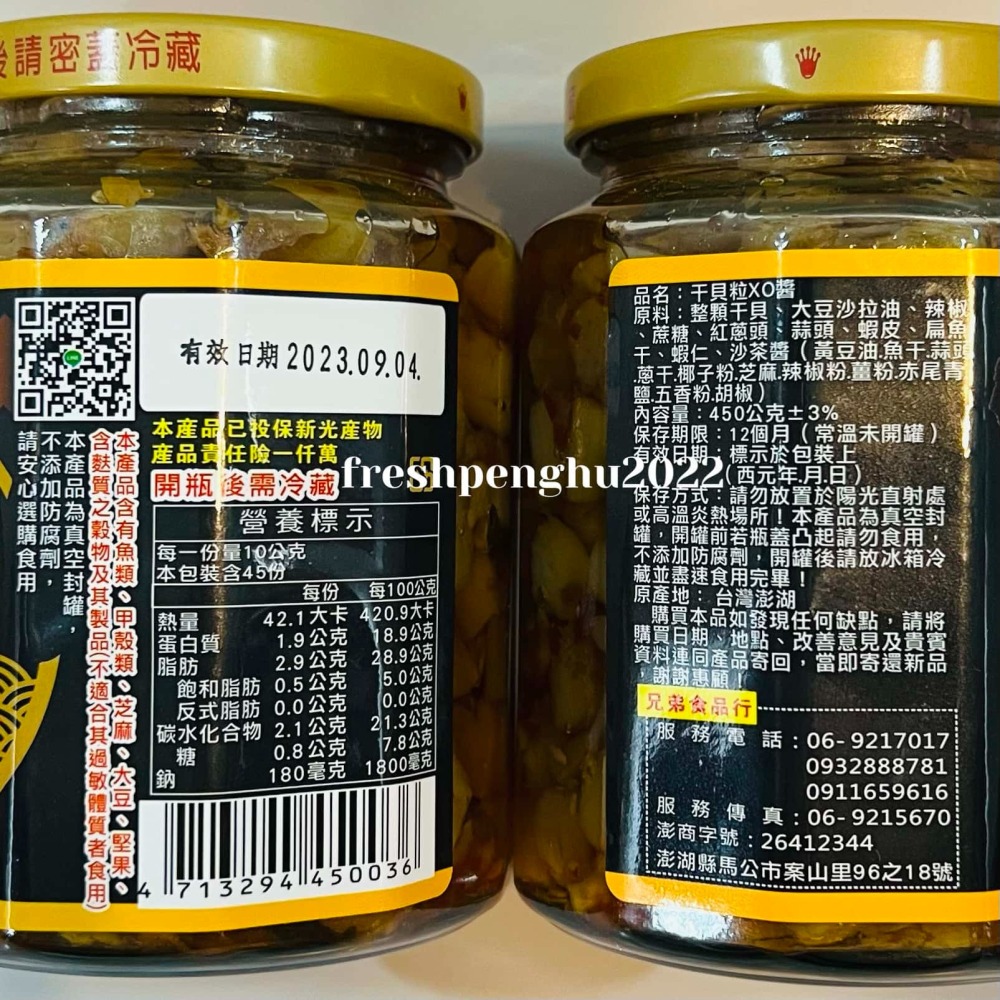 後請密蓋冷藏
有效日期 2023.09.04.
本產品已投保新光產物
產品責任險一仟萬
開瓶後需冷藏
營養標示
每一份量10公克
本包裝含45份
每份 每100公克
熱量 42.1大卡 420.9大卡
蛋白質 1.9公克 18.9公克
脂肪 2.9公克 28.9公克
飽和脂肪 0.5公克 5.0公克
反式脂肪 0.0公克 0.0公克
碳水化合物 2.1公克 21.3公克
糖 0.8公克 7.8公克
鈉 180毫克 1800毫克
4 713294 450036
本產品含有魚類、甲殼類、芝麻、大豆、堅果、
含麩質之穀物及其製品(不適合其過敏體質者食用)
本產品為真空封罐，
不添加防腐劑，
請安心選購食用
freshpenghu2022
品名：干貝粒XO醬
原料：整顆干貝、大豆沙拉油、辣椒
、蔗糖、紅蔥頭、蒜頭、蝦皮、扁魚
干、蝦仁、沙茶醬（黃豆油.魚干.蒜頭
.蔥干.椰子粉.芝麻.辣椒粉.薑粉.赤尾青
鹽.五香粉.胡椒）
內容量：450公克±3%
保存期限：12個月（常溫未開罐）
有效日期：標示於包裝上
(西元年.月.日)
保存方式：請勿放置於陽光直射處
或高溫炎熱場所！本產品為真空封
罐，開罐前若瓶蓋凸起請勿食用，
不添加防腐劑，開罐後請放冰箱冷
藏並盡速食用完畢！
原產地：台灣澎湖
購買本品如發現任何缺點，請將
購買日期、地點、改善意見及貴賓
資料連同產品寄回，當即寄還新品
，謝謝惠顧！
兄弟食品行
服務電話：06-9217017
0932888781
0911659616
服務傳真：06-9215670
澎商字號：26412344
澎湖縣馬公市案山里96之18號